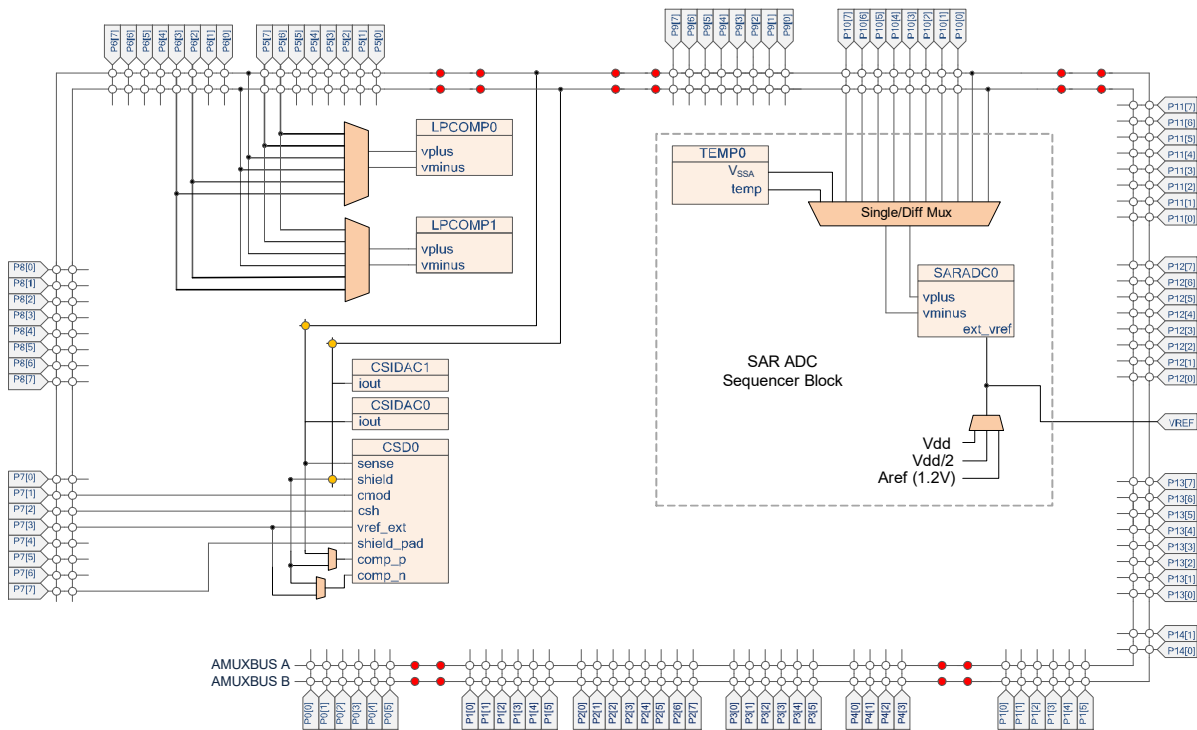 P6[7]
P6[6]
P6[5]
P6[4]
P6[3]
P6[2]
P6[1]
P6[0]
P5[7]
P5[6]
P5[5]
P5[4]
P5[3]
P5[2]
P5[1]
P5[0]
P9[7]
P9[6]
P9[5]
P9[4]
P9[3]
P9[2]
P9[1]
P9[0]
P10[7]
P10[6]
P10[5]
P10[4]
P10[3]
P10[2]
P10[1]
P10[0]
P11[7]
P11[6]
P11[5]
P11[4]
P11[3]
P11[2]
P11[1]
P11[0]
LPCOMP0
vplus
vminus
LPCOMP1
vplus
vminus
TEMP0
VSSA
temp
Single/Diff Mux
SARADC0
vplus
vminus
ext_vref
SAR ADC
Sequencer Block
Vdd
Vdd/2
Aref (1.2V)
P12[7]
P12[6]
P12[5]
P12[4]
P12[3]
P12[2]
P12[1]
P12[0]
VREF
P8[0]
P8[1]
P8[2]
P8[3]
P8[4]
P8[5]
P8[6]
P8[7]
CSIDAC1
iout
CSIDAC0
iout
CSD0
sense
shield
cmod
csh
vref_ext
shield_pad
comp_p
comp_n
P7[0]
P7[1]
P7[2]
P7[3]
P7[4]
P7[5]
P7[6]
P7[7]
P13[7]
P13[6]
P13[5]
P13[4]
P13[3]
P13[2]
P13[1]
P13[0]
P14[1]
P14[0]
AMUXBUS A
AMUXBUS B
P0[0]
P0[1]
P0[2]
P0[3]
P0[4]
P0[5]
P1[0]
P1[1]
P1[2]
P1[3]
P1[4]
P1[5]
P2[0]
P2[1]
P2[2]
P2[3]
P2[4]
P2[5]
P2[6]
P2[7]
P3[0]
P3[1]
P3[2]
P3[3]
P3[4]
P3[5]
P4[0]
P4[1]
P4[2]
P4[3]
P1[0]
P1[1]
P1[2]
P1[3]
P1[4]
P1[5]